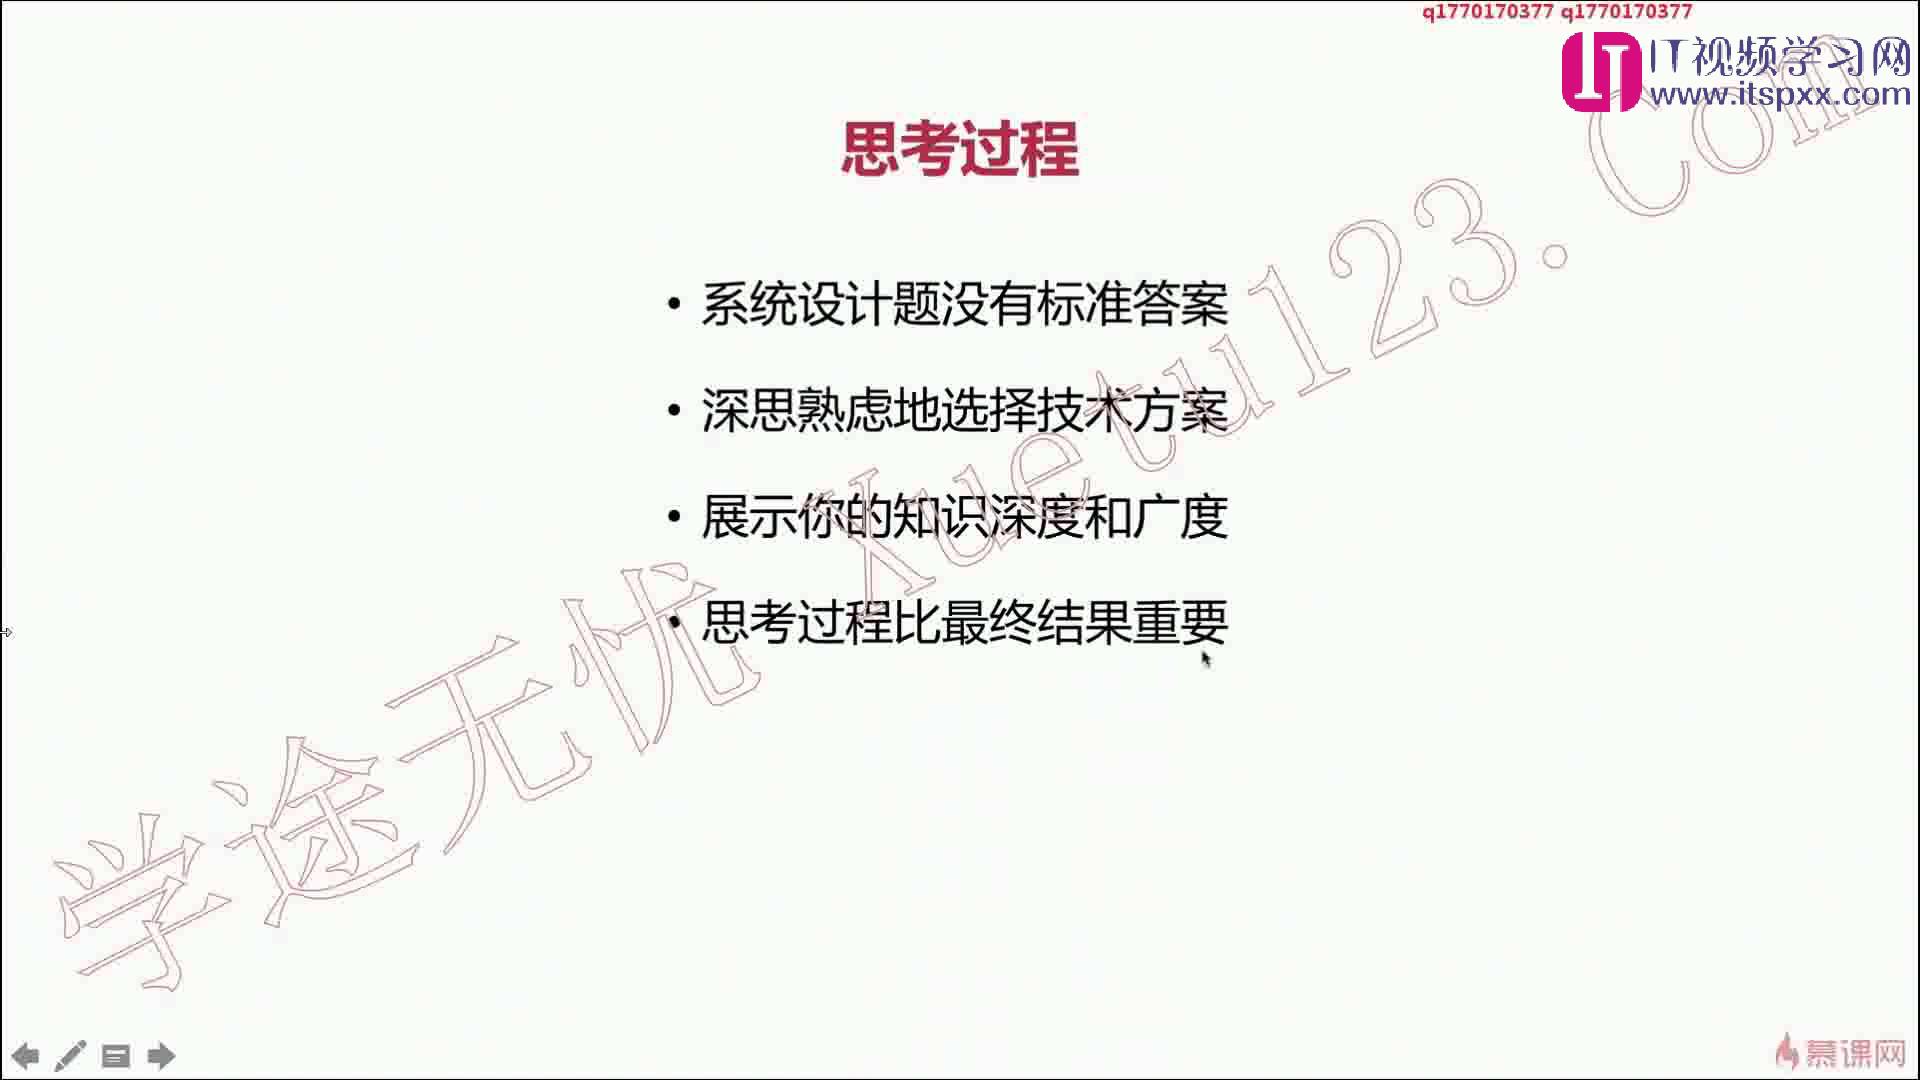 q1770170377 q1770170377
IT视频学习网
www.itspxx.com
思考过程
• 系统设计题没有标准答案
• 深思熟虑地选择技术方案
• 展示你的知识深度和广度
• 思考过程比最终结果重要
学途无忧 Xuetu123.Com
慕课网